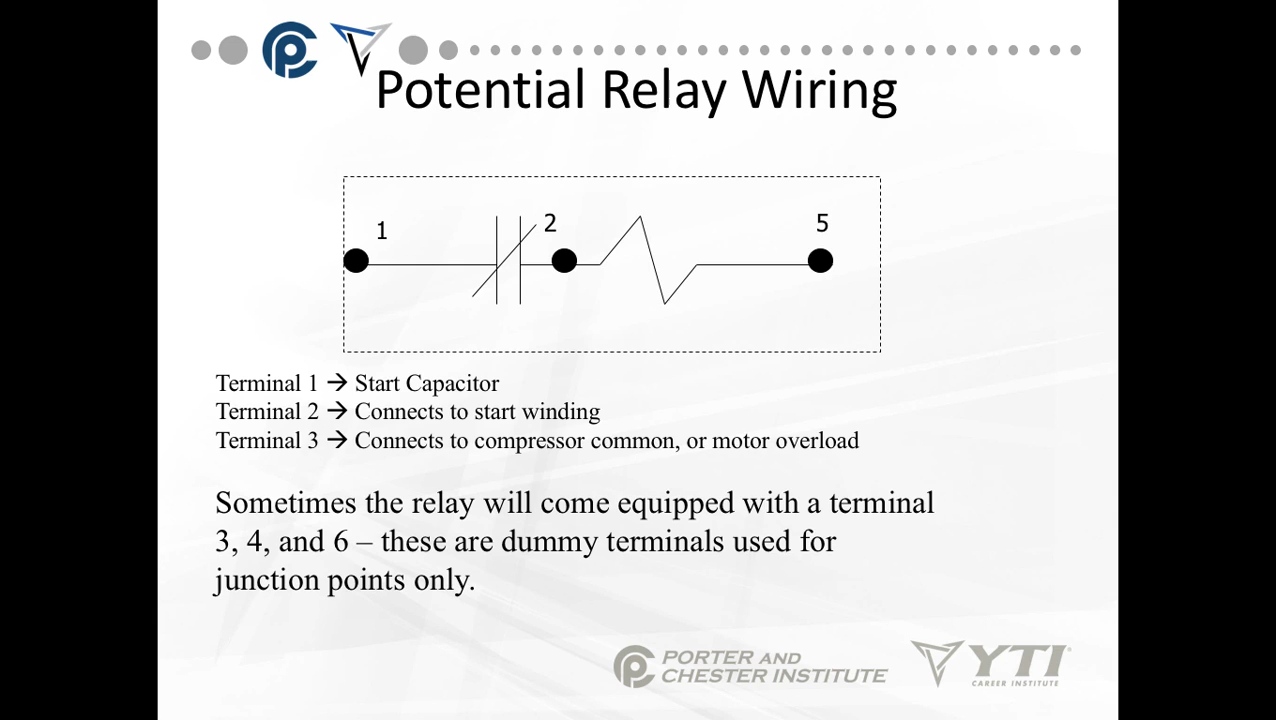 Potential Relay Wiring
1
2
5
Terminal 1 → Start Capacitor
Terminal 2 → Connects to start winding
Terminal 3 → Connects to compressor common, or motor overload
Sometimes the relay will come equipped with a terminal
3, 4, and 6 – these are dummy terminals used for
junction points only.
PORTER AND
CHESTER INSTITUTE
YTI
CAREER INSTITUTE